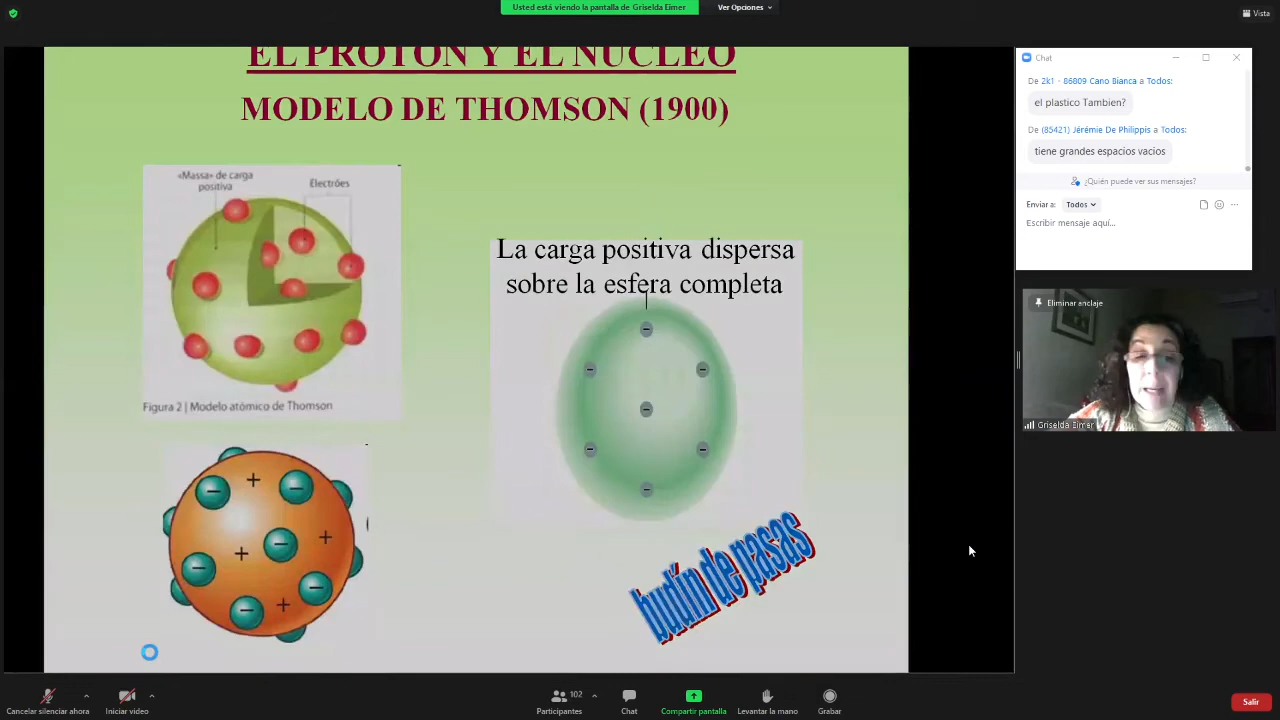 Usted está viendo la pantalla de Griselda Eimer
Ver Opciones
Vista
EL PROTÓN Y EL NÚCLEO
MODELO DE THOMSON (1900)
«Massa» de carga
positiva
Electrões
Figura 2 | Modelo atómico de Thomson
La carga positiva dispersa
sobre la esfera completa
budín de pasas
Chat
De 2k1 - 86809 Cano Bianca a Todos:
el plastico Tambien?
De (85421) Jérémie De Philippis a Todos:
tiene grandes espacios vacios
¿Quién puede ver sus mensajes?
Enviar a: Todos
Escribir mensaje aquí...
Eliminar anclaje
Griselda Eimer
Cancelar silenciar ahora
Iniciar video
102
Participantes
Chat
Compartir pantalla
Levantar la mano
Grabar
Salir